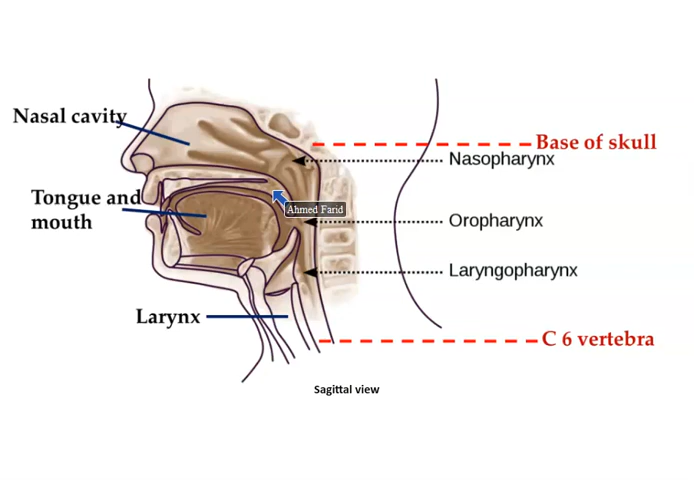 Nasal cavity
Base of skull
Nasopharynx
Tongue and
mouth
Ahmed Farid
Oropharynx
Laryngopharynx
Larynx
C 6 vertebra
Sagittal view